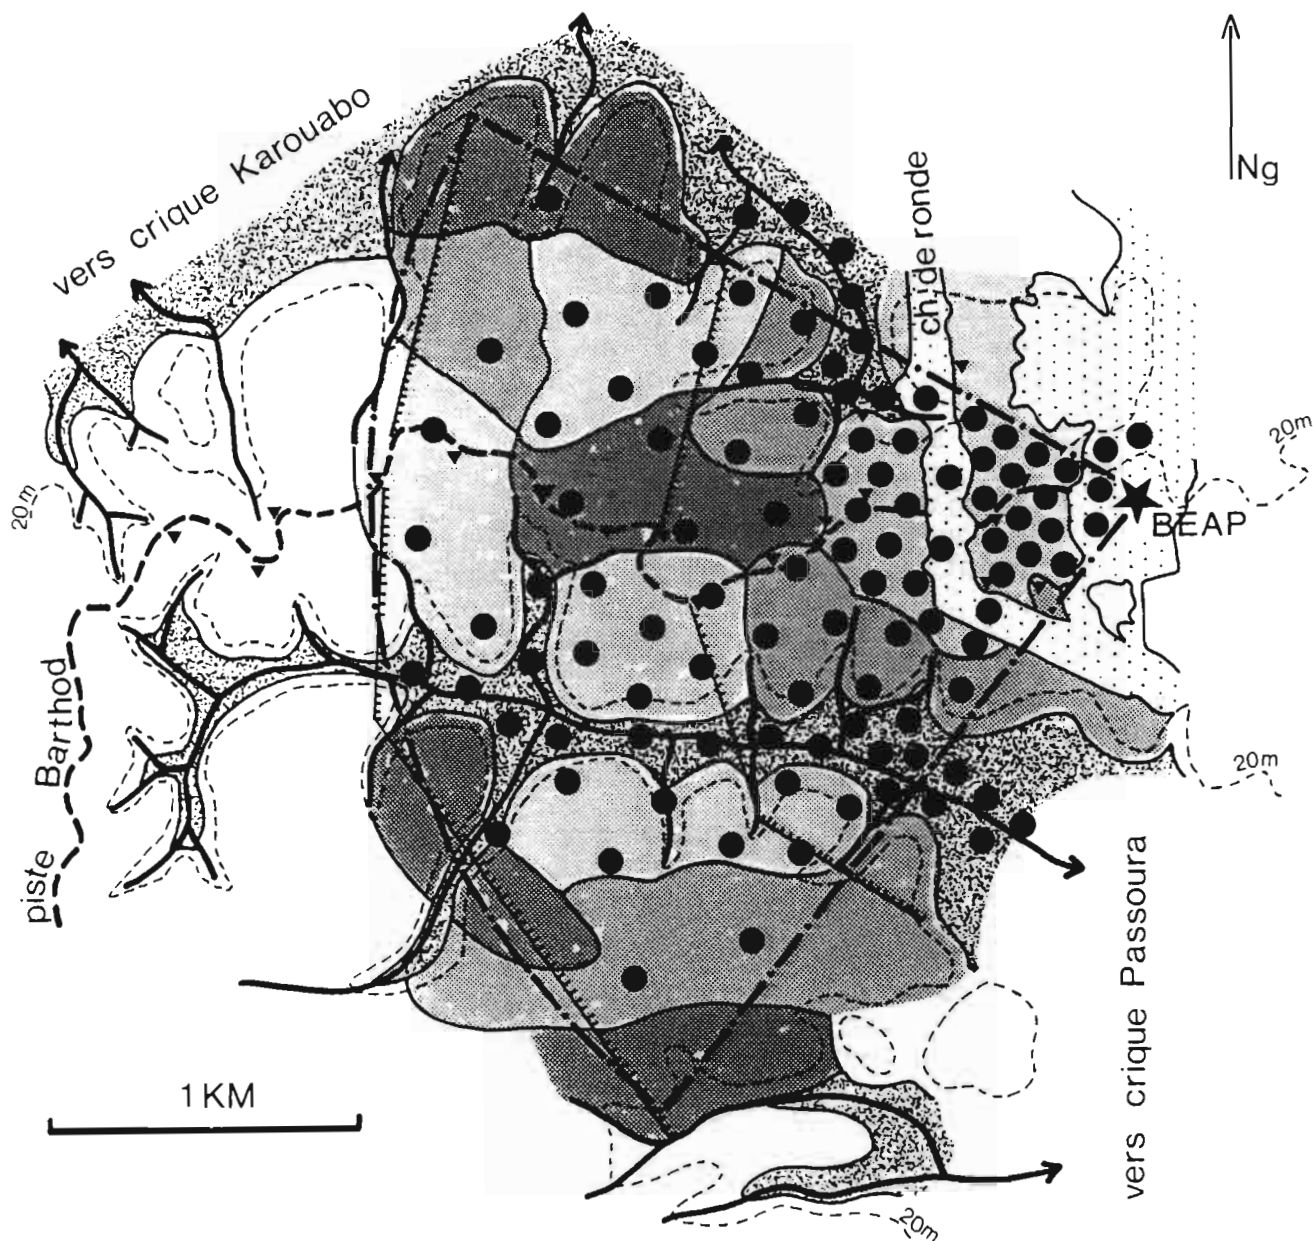 Ng
vers crique Karouabo
ch. de ronde
20m
20m
BEAP
piste Barthod
20m
1 KM
vers crique Passoura
20m